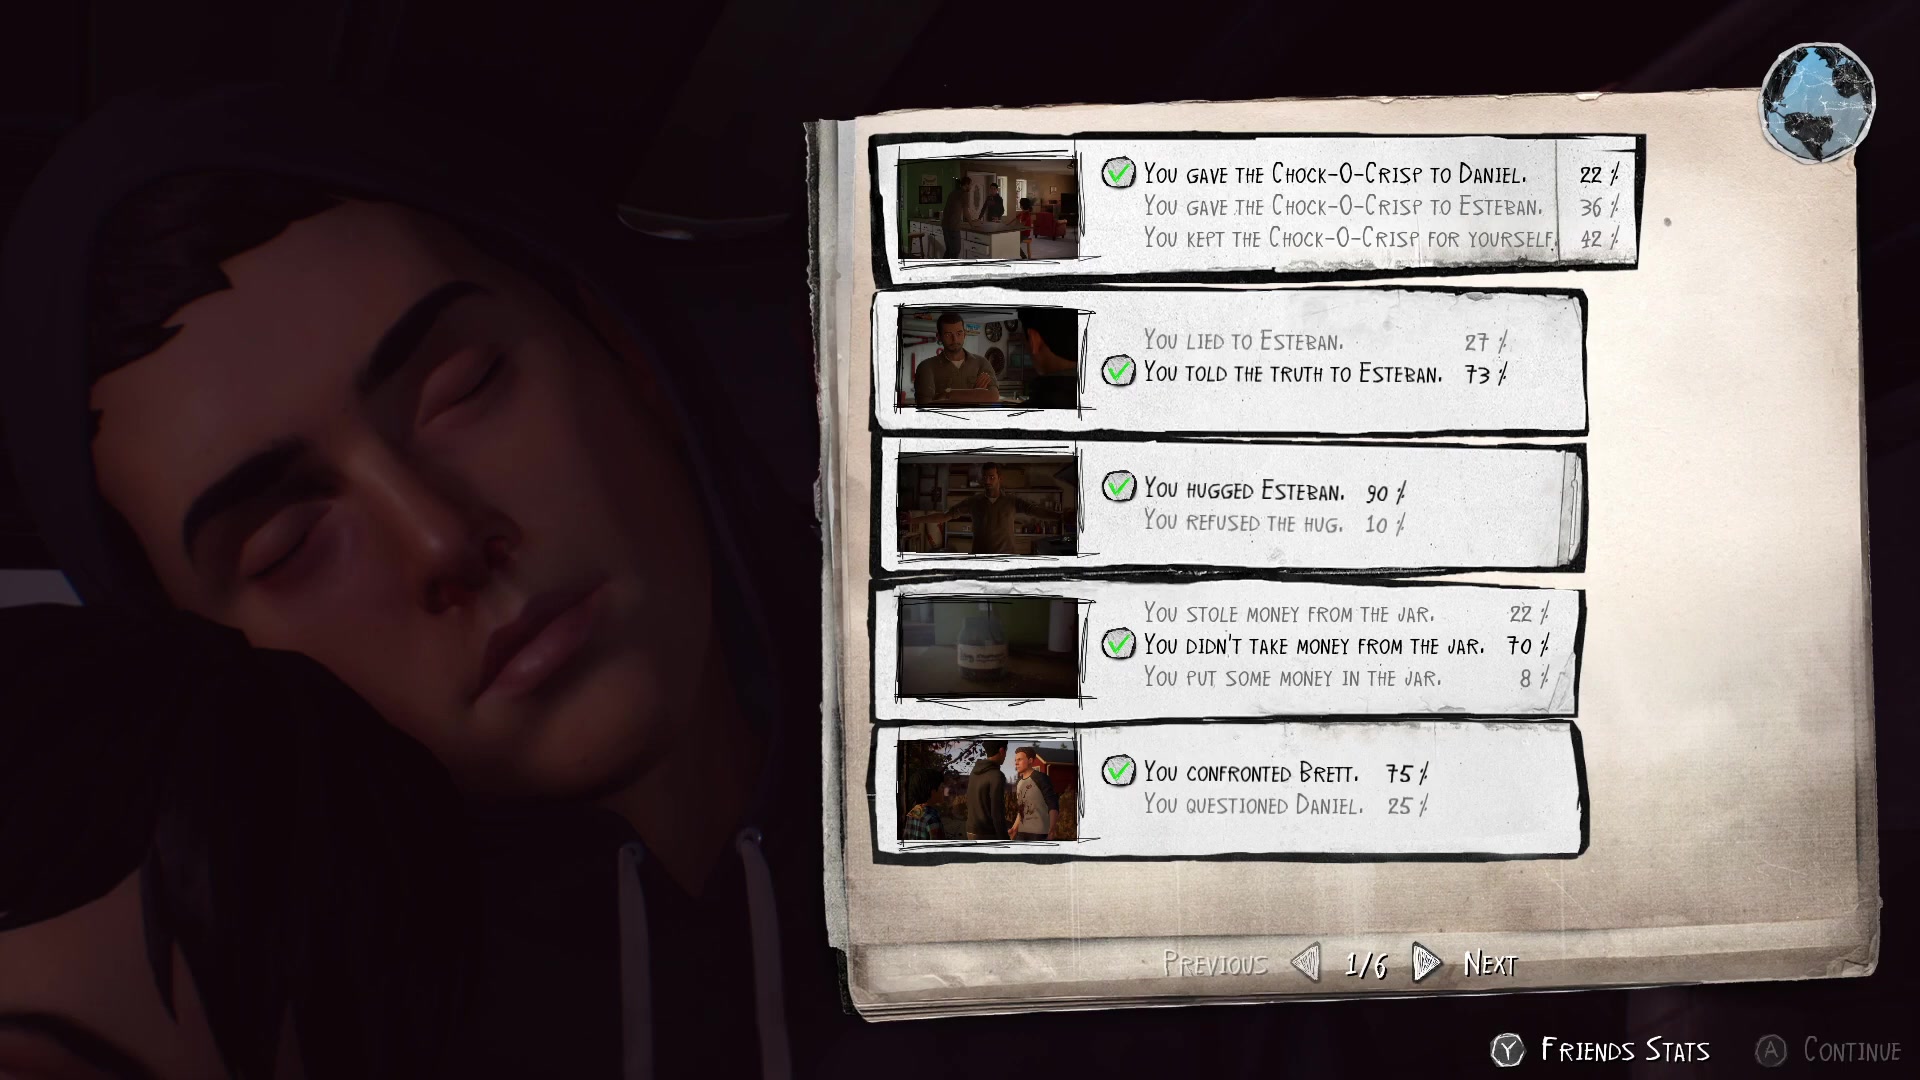 You gave the Chock-O-Crisp to Daniel. 22 %
You gave the Chock-O-Crisp to Esteban. 36 %
You kept the Chock-O-Crisp for yourself. 42 %
You lied to Esteban. 27 %
You told the truth to Esteban. 73 %
You hugged Esteban. 90 %
You refused the hug. 10 %
You stole money from the jar. 22 %
You didn't take money from the jar. 70 %
You put some money in the jar. 8 %
You confronted Brett. 75 %
You questioned Daniel. 25 %
Previous 1/6 Next
Y Friends Stats A Continue